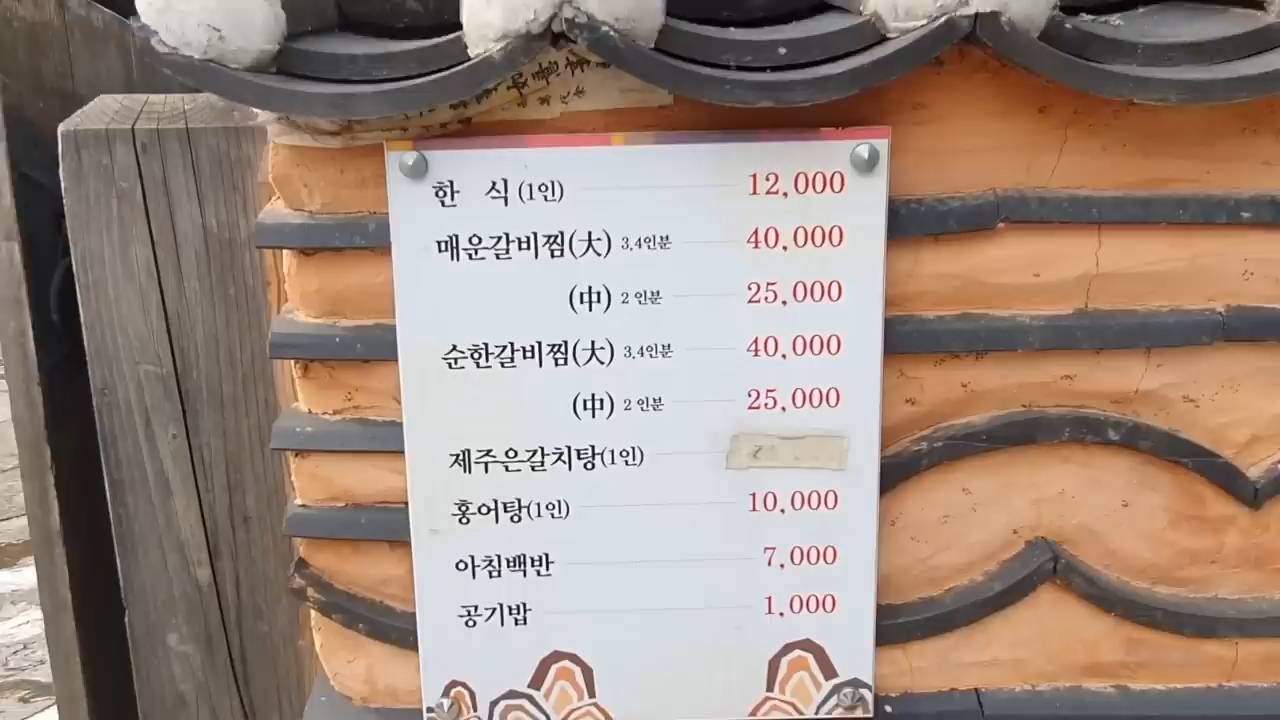 한 식 (1인) 12,000
매운갈비찜(大) 3,4인분 40,000
(中) 2 인분 25,000
순한갈비찜(大) 3,4인분 40,000
(中) 2 인분 25,000
제주은갈치탕(1인)
홍어탕(1인) 10,000
아침백반 7,000
공기밥 1,000